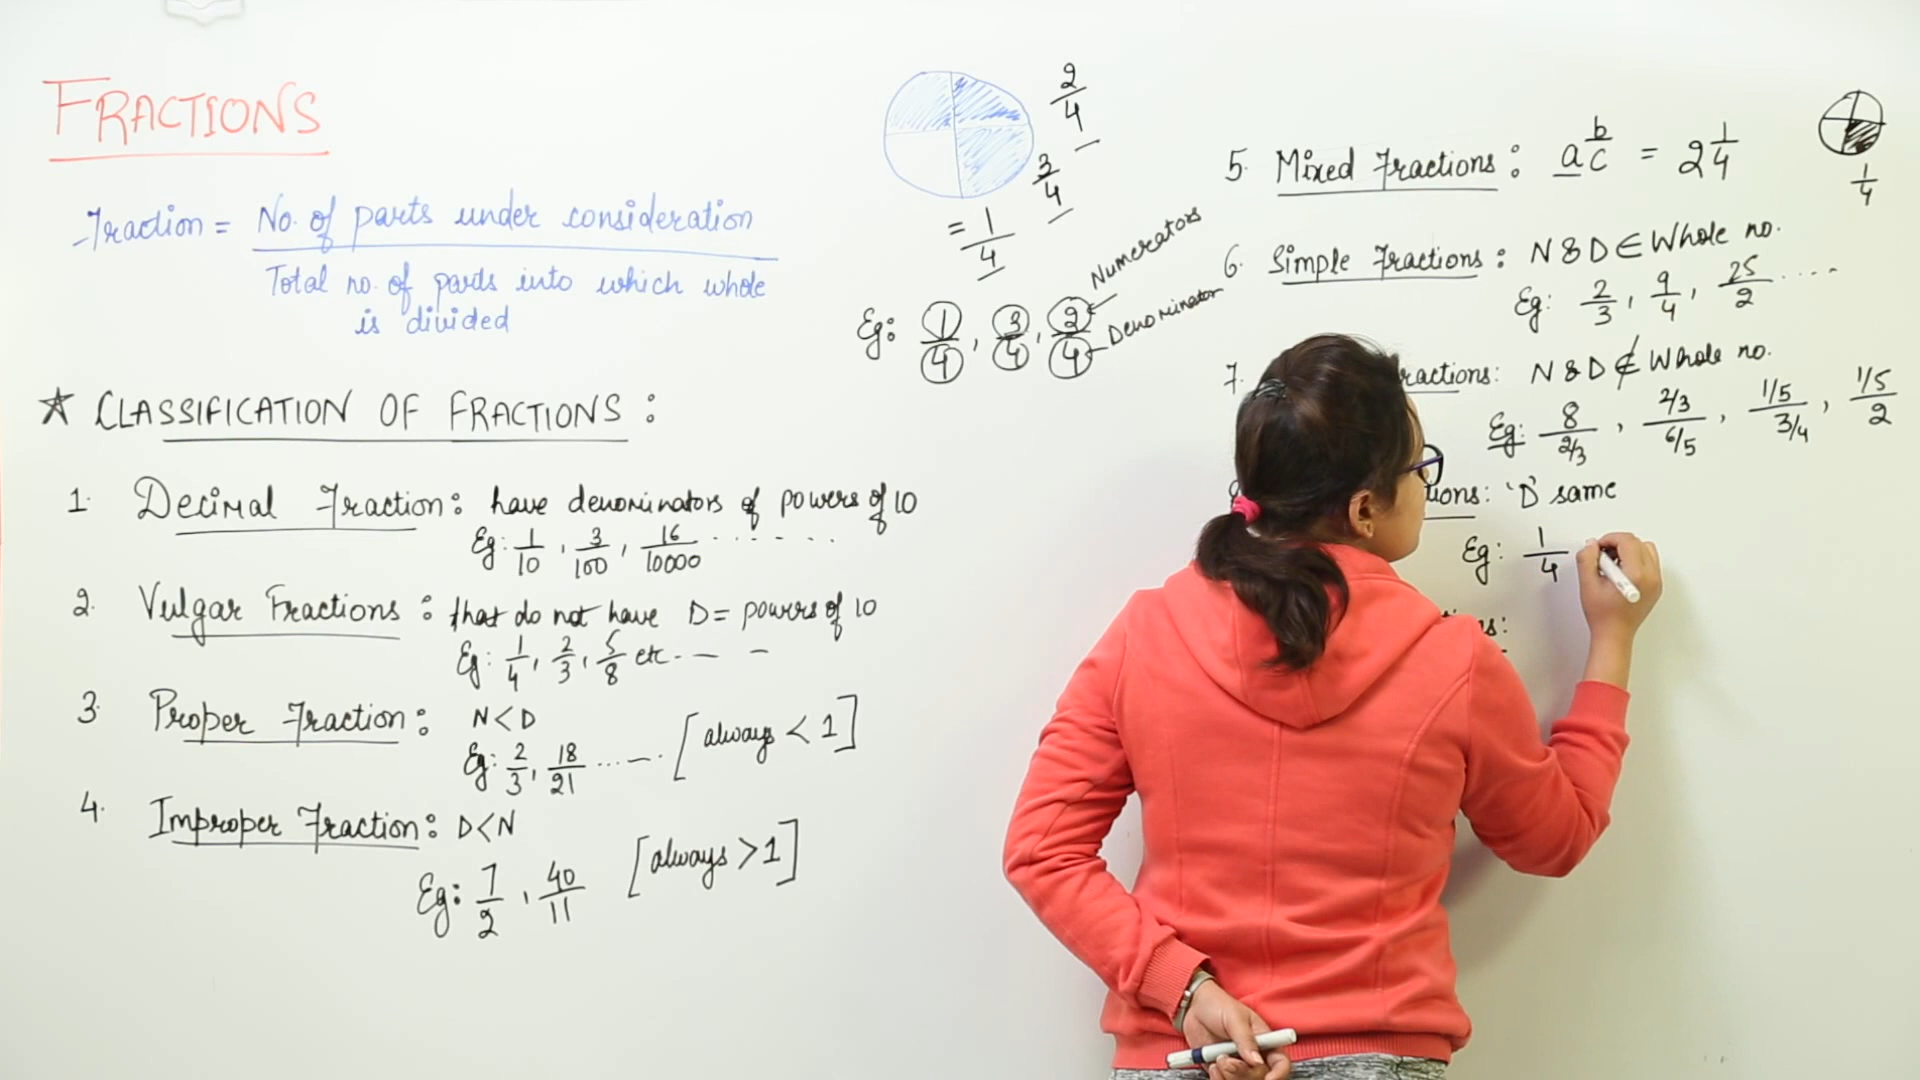 FRACTIONS
Fraction = No. of parts under consideration
Total no. of parts into which whole
is divided
2/4
3/4
= 1/4
Eg: 1/4, 3/4, 2/4
Numerators
Denominator
★ CLASSIFICATION OF FRACTIONS :
1. Decimal Fraction : have denominators of powers of 10
Eg: 1/10, 3/100, 16/10000 .......
2. Vulgar Fractions : that do not have D = powers of 10
Eg: 1/4, 2/3, 5/8 etc. — –
3. Proper Fraction : N<D
Eg: 2/3, 18/21 ....—. [always < 1]
4. Improper Fraction : D<N
Eg: 7/2, 40/11 [always > 1]
5. Mixed Fractions : a b/c = 2 1/4
1/4
6. Simple Fractions : N & D ∈ Whole no.
Eg: 2/3, 9/4, 25/2 .....
7. ractions: N & D ∉ Whole no.
Eg: 8/2/3, 2/3/6/5, 1/5/3/4, 1/5/2
tions: 'D' same
Eg: 1/4
s: